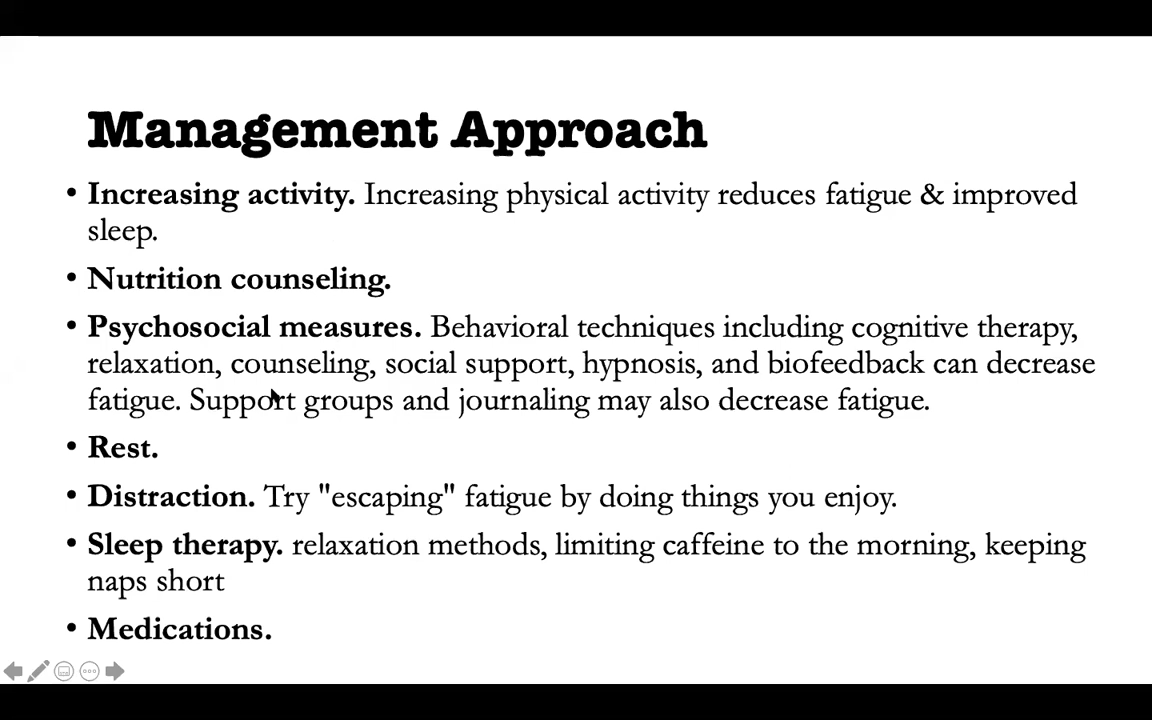 Management Approach
• Increasing activity. Increasing physical activity reduces fatigue & improved
sleep.
• Nutrition counseling.
• Psychosocial measures. Behavioral techniques including cognitive therapy,
relaxation, counseling, social support, hypnosis, and biofeedback can decrease
fatigue. Support groups and journaling may also decrease fatigue.
• Rest.
• Distraction. Try "escaping" fatigue by doing things you enjoy.
• Sleep therapy. relaxation methods, limiting caffeine to the morning, keeping
naps short
• Medications.